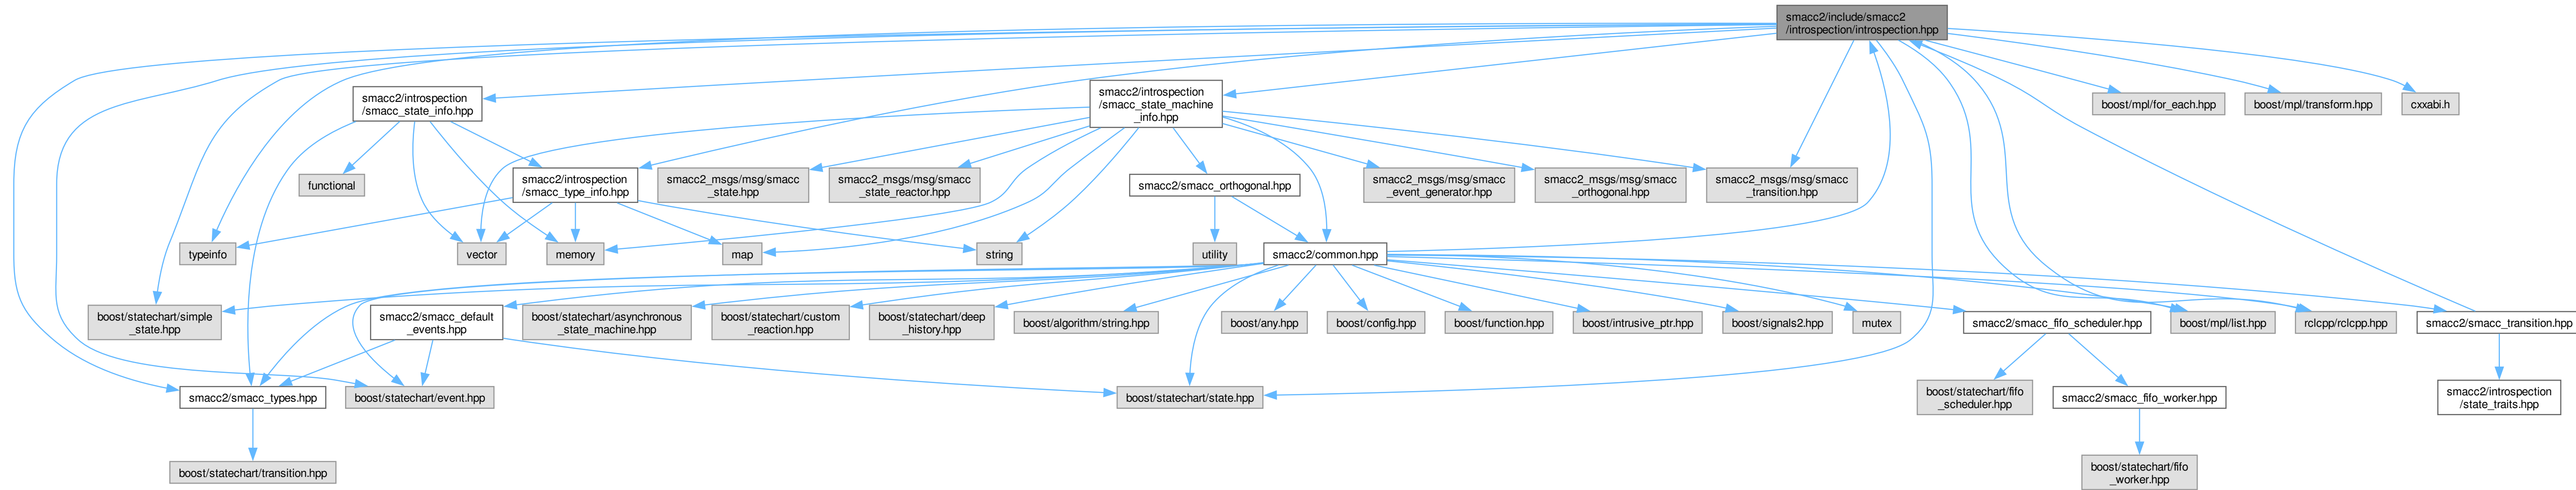 smacc2/include/smacc2
/introspection/introspection.hpp
smacc2/introspection
/smacc_state_info.hpp
smacc2/introspection
/smacc_state_machine
_info.hpp
boost/mpl/for_each.hpp
boost/mpl/transform.hpp
cxxabi.h
functional
smacc2/introspection
/smacc_type_info.hpp
smacc2_msgs/msg/smacc
_state.hpp
smacc2_msgs/msg/smacc
_state_reactor.hpp
smacc2/smacc_orthogonal.hpp
smacc2_msgs/msg/smacc
_event_generator.hpp
smacc2_msgs/msg/smacc
_orthogonal.hpp
smacc2_msgs/msg/smacc
_transition.hpp
typeinfo
vector
memory
map
string
utility
smacc2/common.hpp
boost/statechart/simple
_state.hpp
smacc2/smacc_default
_events.hpp
boost/statechart/asynchronous
_state_machine.hpp
boost/statechart/custom
_reaction.hpp
boost/statechart/deep
_history.hpp
boost/algorithm/string.hpp
boost/any.hpp
boost/config.hpp
boost/function.hpp
boost/intrusive_ptr.hpp
boost/signals2.hpp
mutex
smacc2/smacc_fifo_scheduler.hpp
boost/mpl/list.hpp
rclcpp/rclcpp.hpp
smacc2/smacc_transition.hpp
smacc2/smacc_types.hpp
boost/statechart/event.hpp
boost/statechart/state.hpp
boost/statechart/fifo
_scheduler.hpp
smacc2/smacc_fifo_worker.hpp
smacc2/introspection
/state_traits.hpp
boost/statechart/transition.hpp
boost/statechart/fifo
_worker.hpp